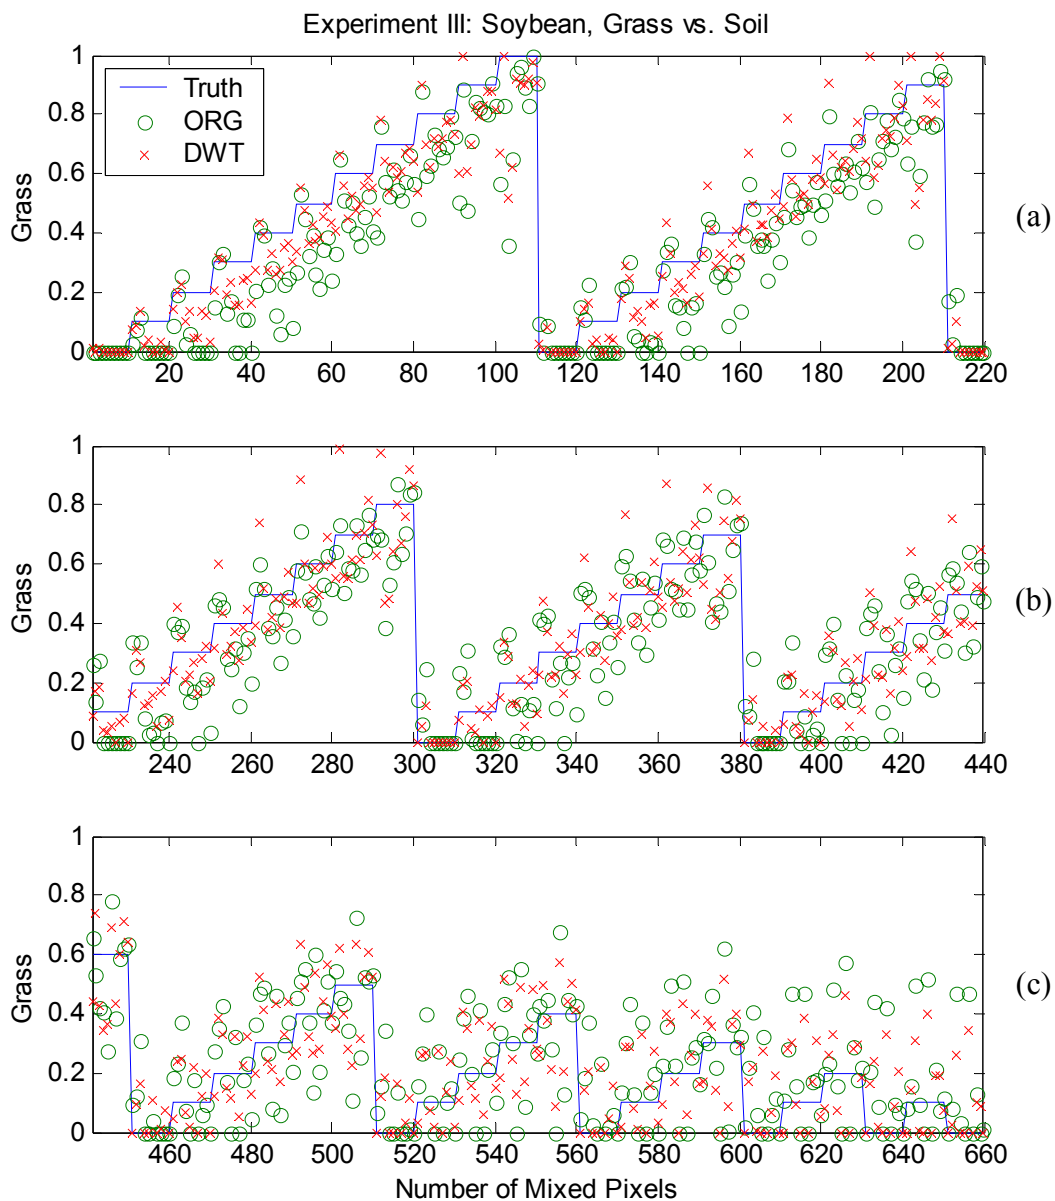 Experiment III: Soybean, Grass vs. Soil
1
0.8
0.6
0.4
0.2
0
Grass
Truth
ORG
DWT
20 40 60 80 100 120 140 160 180 200 220
(a)
1
0.8
0.6
0.4
0.2
0
Grass
240 260 280 300 320 340 360 380 400 420 440
(b)
1
0.8
0.6
0.4
0.2
0
Grass
460 480 500 520 540 560 580 600 620 640 660
(c)
Number of Mixed Pixels